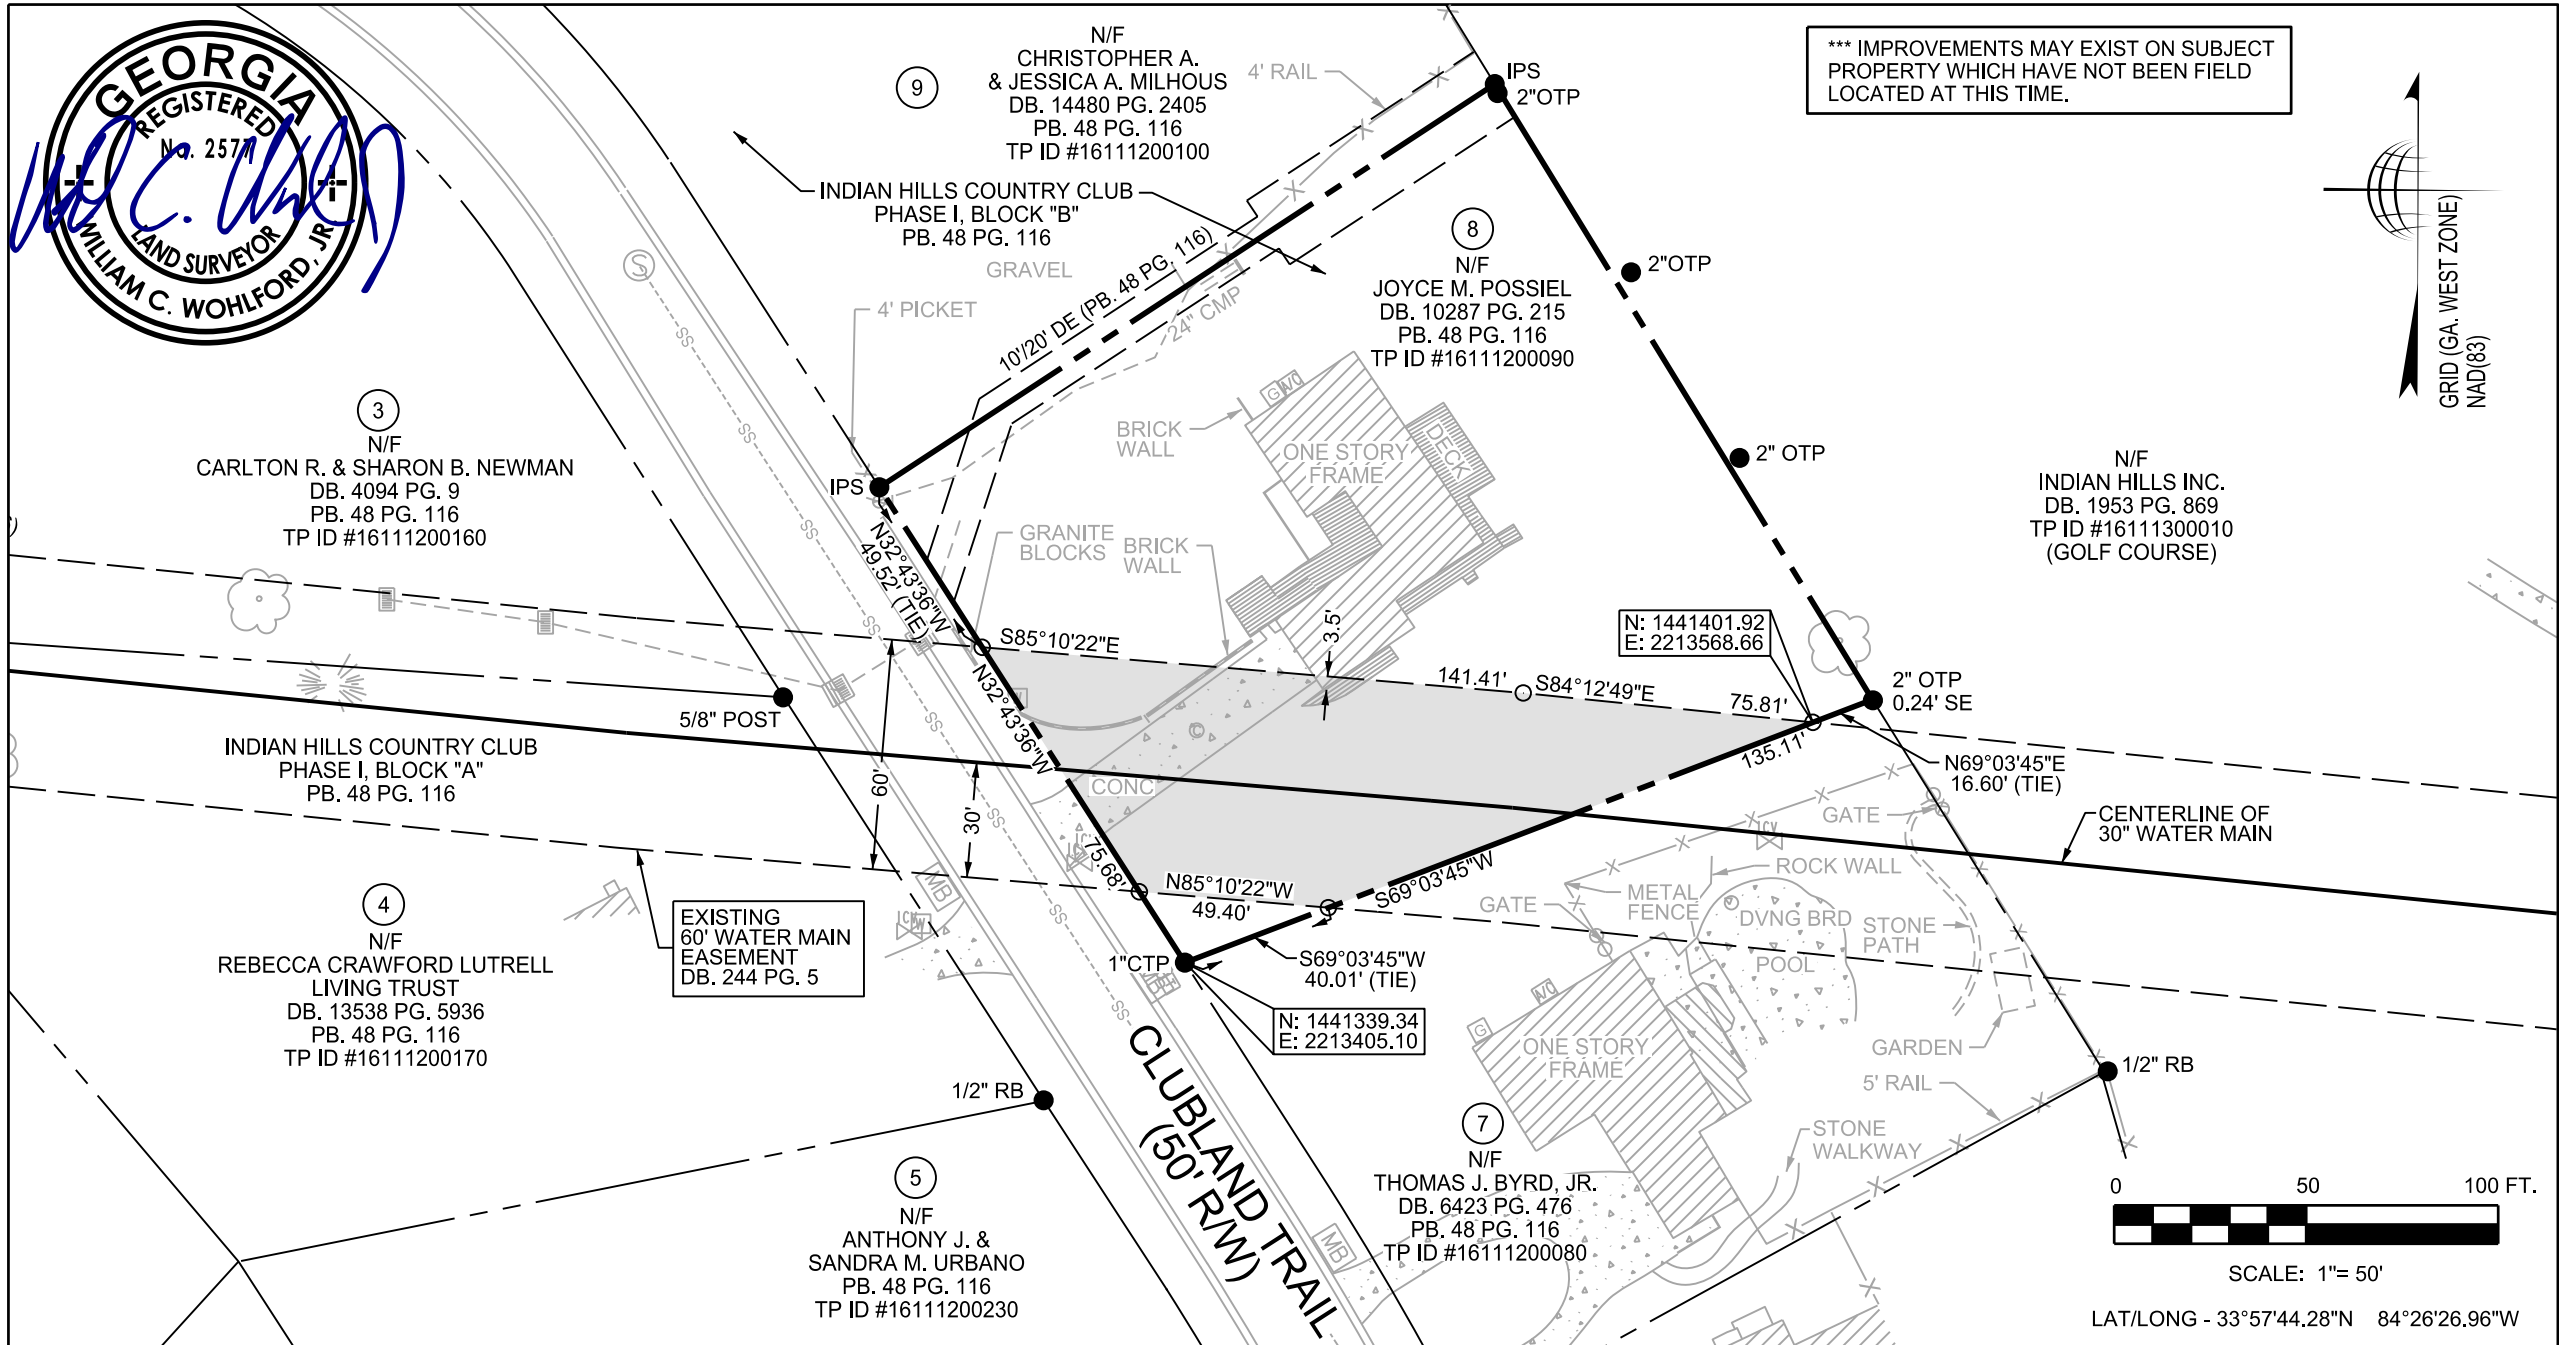 GEORGIA
REGISTERED
No. 2577
LAND SURVEYOR
WILLIAM C. WOHLFORD, JR.
9
N/F
CHRISTOPHER A.
& JESSICA A. MILHOUS
DB. 14480 PG. 2405
PB. 48 PG. 116
TP ID #16111200100
4' RAIL
IPS
2"OTP
*** IMPROVEMENTS MAY EXIST ON SUBJECT
PROPERTY WHICH HAVE NOT BEEN FIELD
LOCATED AT THIS TIME.
GRID (GA. WEST ZONE)
NAD(83)
INDIAN HILLS COUNTRY CLUB
PHASE I, BLOCK "B"
PB. 48 PG. 116
GRAVEL
4' PICKET
10'/20' DE (PB. 48 PG. 116)
24" CMP
8
N/F
JOYCE M. POSSIEL
DB. 10287 PG. 215
PB. 48 PG. 116
TP ID #16111200090
2"OTP
2" OTP
S
SS
SS
SS
SS
SS
SS
SS
SS
SS
3
N/F
CARLTON R. & SHARON B. NEWMAN
DB. 4094 PG. 9
PB. 48 PG. 116
TP ID #16111200160
G
A/C
BRICK
WALL
ONE STORY
FRAME
DECK
N/F
INDIAN HILLS INC.
DB. 1953 PG. 869
TP ID #16111300010
(GOLF COURSE)
IPS
N32°43'36"W
49.52' (TIE)
GRANITE
BLOCKS
BRICK
WALL
S85°10'22"E
3.5'
141.41'
S84°12'49"E
75.81'
N: 1441401.92
E: 2213568.66
2" OTP
0.24' SE
5/8" POST
N32°43'36"W
75.68'
C
CONC
135.11'
N69°03'45"E
16.60' (TIE)
INDIAN HILLS COUNTRY CLUB
PHASE I, BLOCK "A"
PB. 48 PG. 116
60'
30'
GATE
ICV
CENTERLINE OF
30" WATER MAIN
ROCK WALL
METAL
FENCE
GATE
DVNG BRD
POOL
STONE
PATH
GARDEN
N85°10'22"W
49.40'
S69°03'45"W
4
N/F
REBECCA CRAWFORD LUTRELL
LIVING TRUST
DB. 13538 PG. 5936
PB. 48 PG. 116
TP ID #16111200170
EXISTING
60' WATER MAIN
EASEMENT
DB. 244 PG. 5
MB
ICV
1"CTP
S69°03'45"W
40.01' (TIE)
N: 1441339.34
E: 2213405.10
A/C
G
ONE STORY
FRAME
5' RAIL
1/2" RB
1/2" RB
CLUBLAND TRAIL
(50' R/W)
5
N/F
ANTHONY J. &
SANDRA M. URBANO
PB. 48 PG. 116
TP ID #16111200230
7
N/F
THOMAS J. BYRD, JR.
DB. 6423 PG. 476
PB. 48 PG. 116
TP ID #16111200080
MB
STONE
WALKWAY
0 50 100 FT.
SCALE: 1"= 50'
LAT/LONG - 33°57'44.28"N 84°26'26.96"W